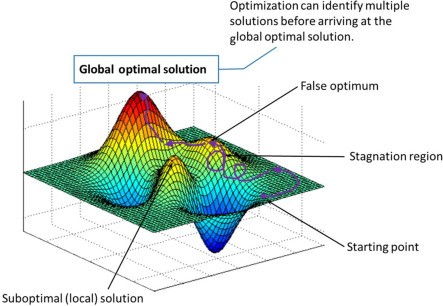 Optimization can identify multiple
solutions before arriving at the
global optimal solution.
Global optimal solution
False optimum
Stagnation region
Starting point
Suboptimal (local) solution